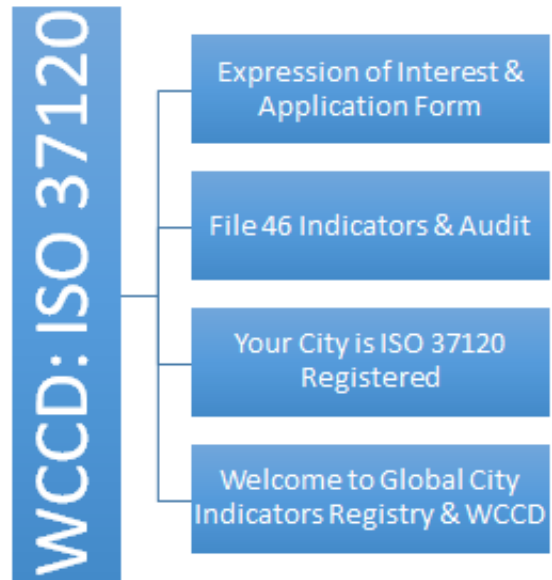 WCCD: ISO 37120
Expression of Interest &
Application Form
File 46 Indicators & Audit
Your City is ISO 37120
Registered
Welcome to Global City
Indicators Registry & WCCD